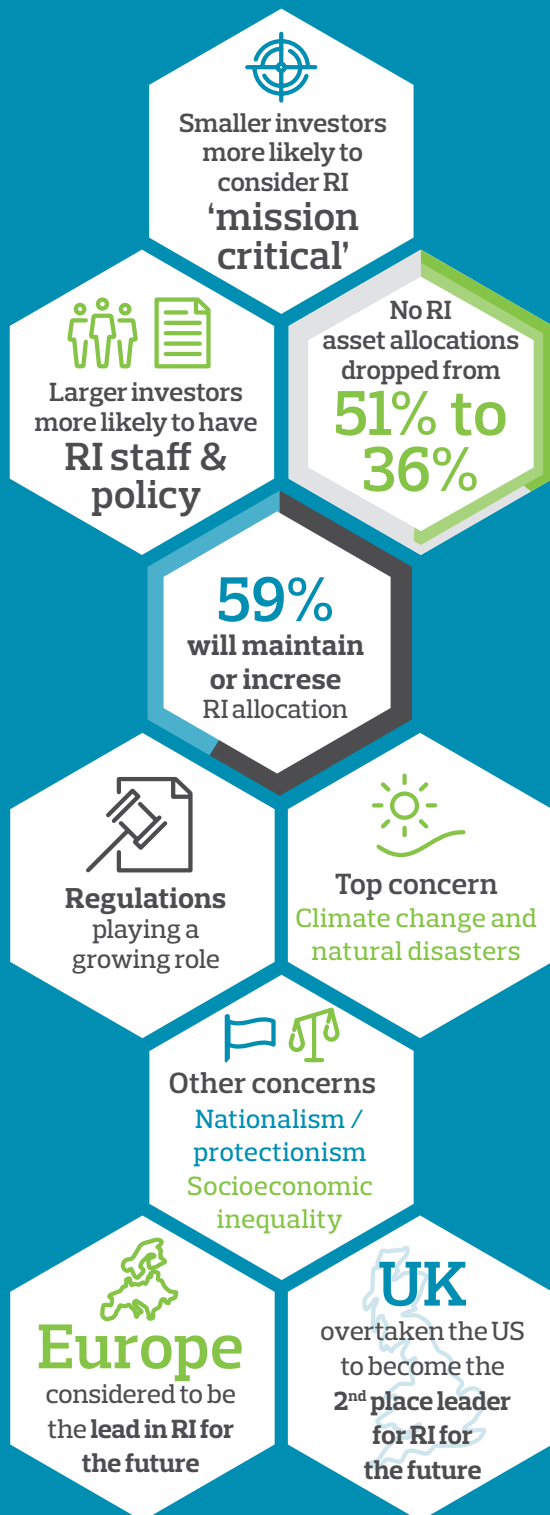 Smaller investors
more likely to
consider RI
‘mission
critical’
Larger investors
more likely to have
RI staff &
policy
No RI
asset allocations
dropped from
51% to
36%
59%
will maintain
or increse
RI allocation
Regulations
playing a
growing role
Top concern
Climate change and
natural disasters
Other concerns
Nationalism /
protectionism
Socioeconomic
inequality
Europe
considered to be
the lead in RI for
the future
UK
overtaken the US
to become the
2nd place leader
for RI for
the future